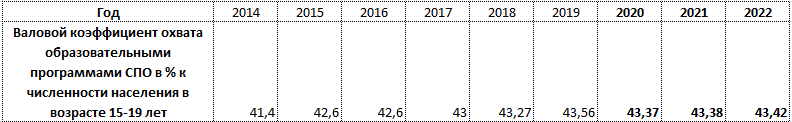 Год 2014 2015 2016 2017 2018 2019 2020 2021 2022
Валовой коэффициент охвата
образовательными
программами СПО в % к
численности населения в
возрасте 15-19 лет 41,4 42,6 42,6 43 43,27 43,56 43,37 43,38 43,42